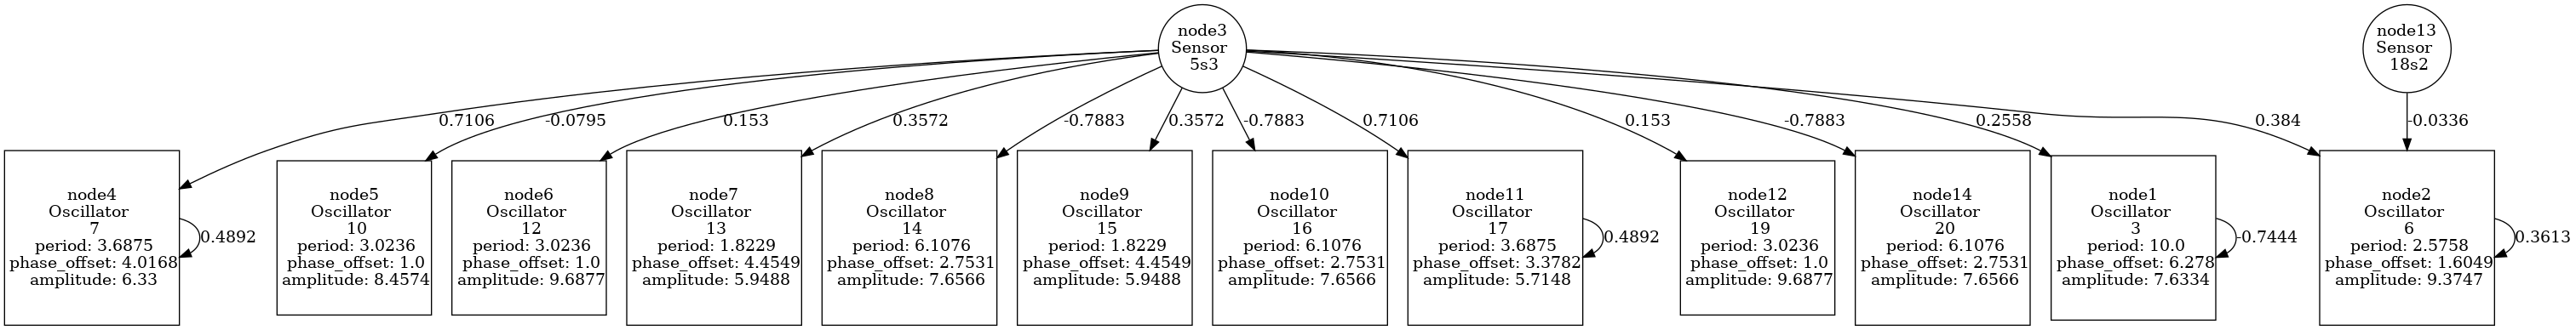 node3
Sensor
5s3
node13
Sensor
18s2
0.7106
-0.0795
0.153
0.3572
-0.7883
0.3572
-0.7883
0.7106
0.153
-0.7883
0.2558
0.384
-0.0336
node4
Oscillator
7
period: 3.6875
phase_offset: 4.0168
amplitude: 6.33
0.4892
node5
Oscillator
10
period: 3.0236
phase_offset: 1.0
amplitude: 8.4574
node6
Oscillator
12
period: 3.0236
phase_offset: 1.0
amplitude: 9.6877
node7
Oscillator
13
period: 1.8229
phase_offset: 4.4549
amplitude: 5.9488
node8
Oscillator
14
period: 6.1076
phase_offset: 2.7531
amplitude: 7.6566
node9
Oscillator
15
period: 1.8229
phase_offset: 4.4549
amplitude: 5.9488
node10
Oscillator
16
period: 6.1076
phase_offset: 2.7531
amplitude: 7.6566
node11
Oscillator
17
period: 3.6875
phase_offset: 3.3782
amplitude: 5.7148
0.4892
node12
Oscillator
19
period: 3.0236
phase_offset: 1.0
amplitude: 9.6877
node14
Oscillator
20
period: 6.1076
phase_offset: 2.7531
amplitude: 7.6566
node1
Oscillator
3
period: 10.0
phase_offset: 6.278
amplitude: 7.6334
-0.7444
node2
Oscillator
6
period: 2.5758
phase_offset: 1.6049
amplitude: 9.3747
0.3613